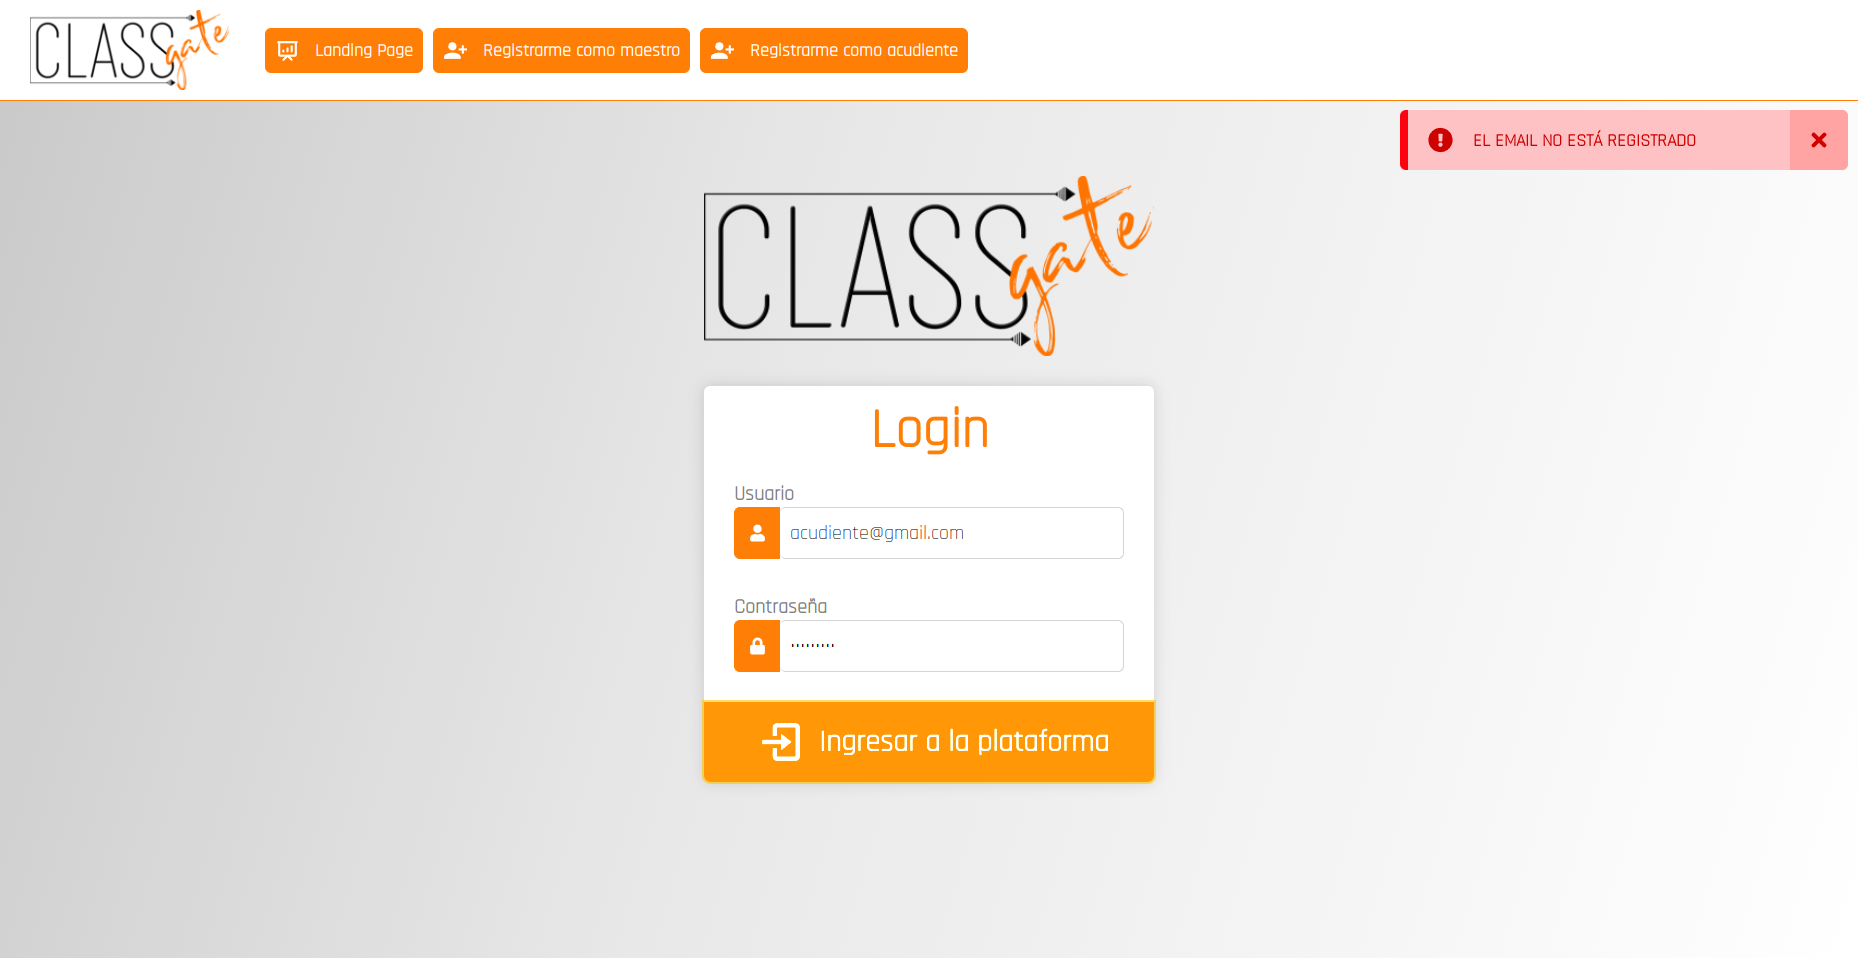 CLASSgate
Landing Page
Registrarme como maestro
Registrarme como acudiente
EL EMAIL NO ESTÁ REGISTRADO
CLASSgate
Login
Usuario
acudiente@gmail.com
Contraseña
•••••••••
Ingresar a la plataforma